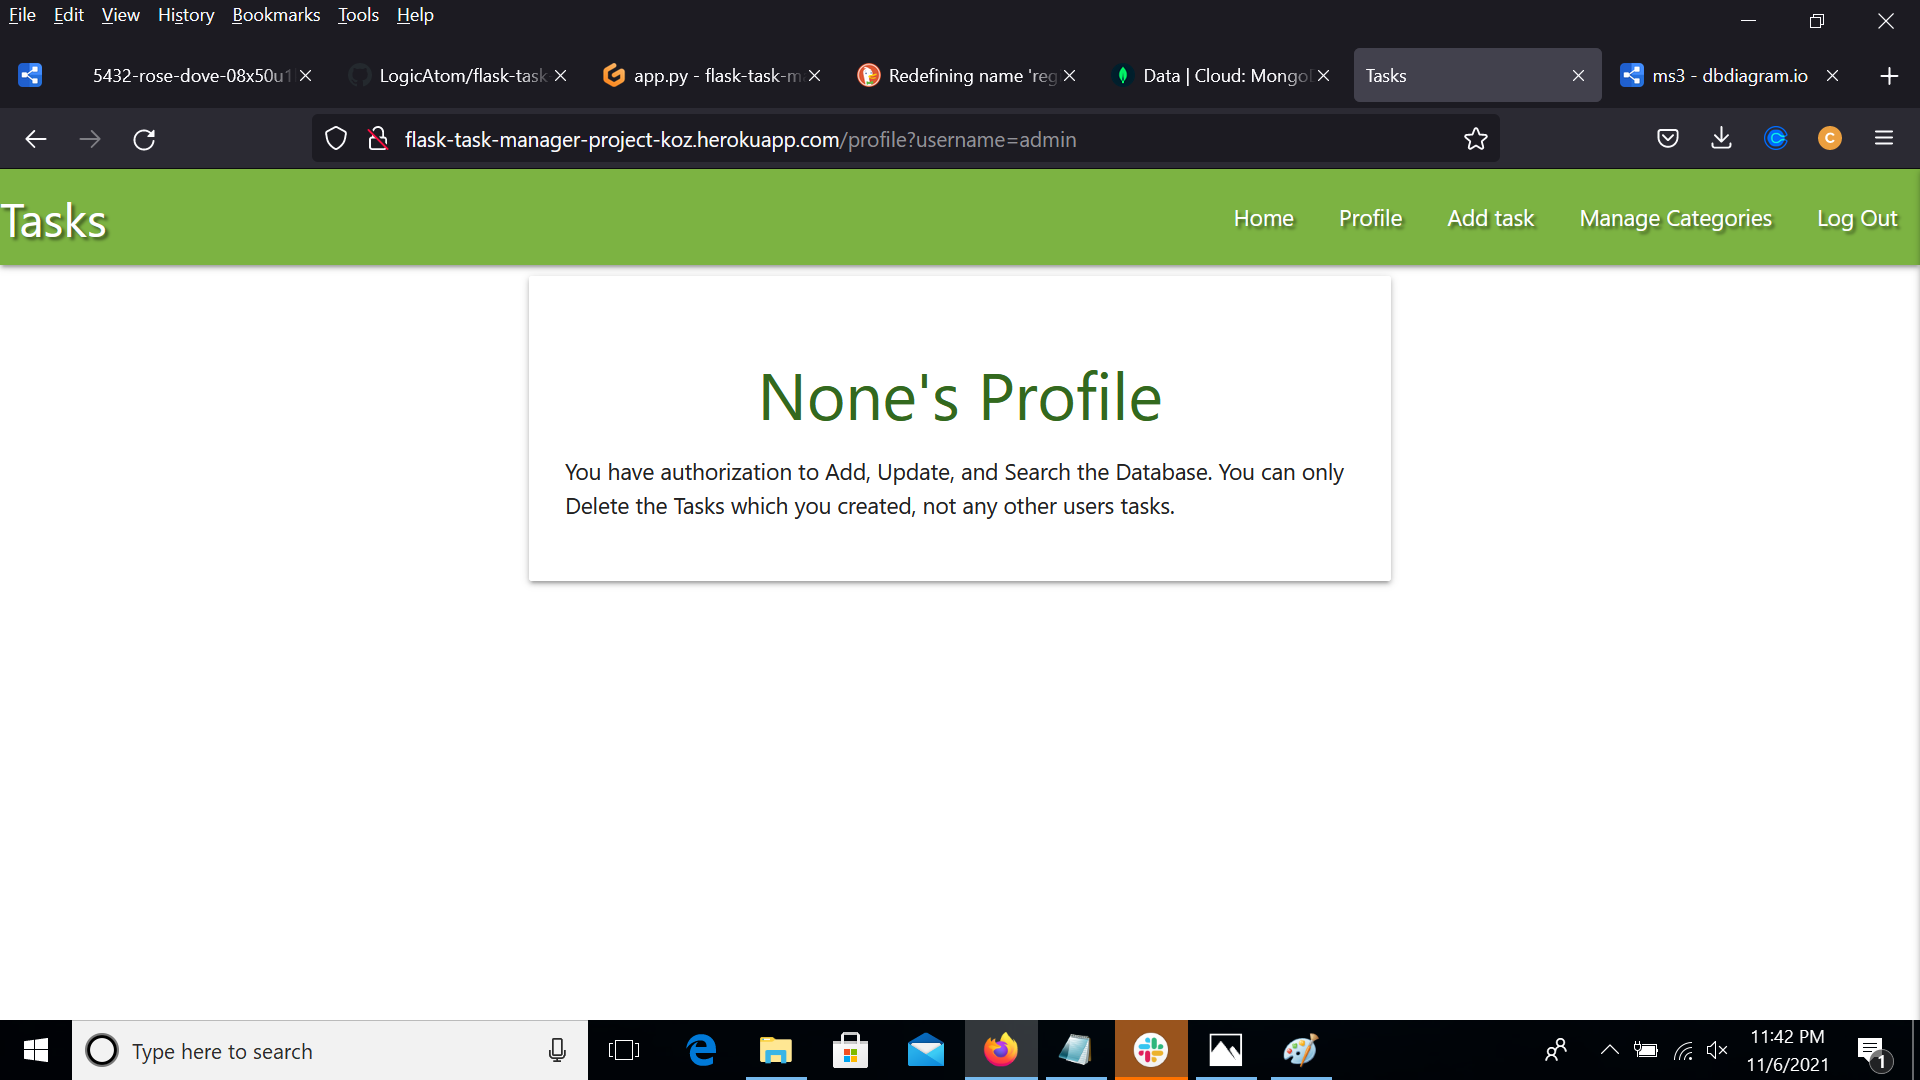 File Edit View History Bookmarks Tools Help
5432-rose-dove-08x50u1
LogicAtom/flask-task
app.py - flask-task-m
Redefining name 'reg
Data | Cloud: MongoD
Tasks
ms3 - dbdiagram.io
flask-task-manager-project-koz.herokuapp.com/profile?username=admin
C
Tasks
Home Profile Add task Manage Categories Log Out
None's Profile
You have authorization to Add, Update, and Search the Database. You can only
Delete the Tasks which you created, not any other users tasks.
Type here to search
11:42 PM
11/6/2021
1